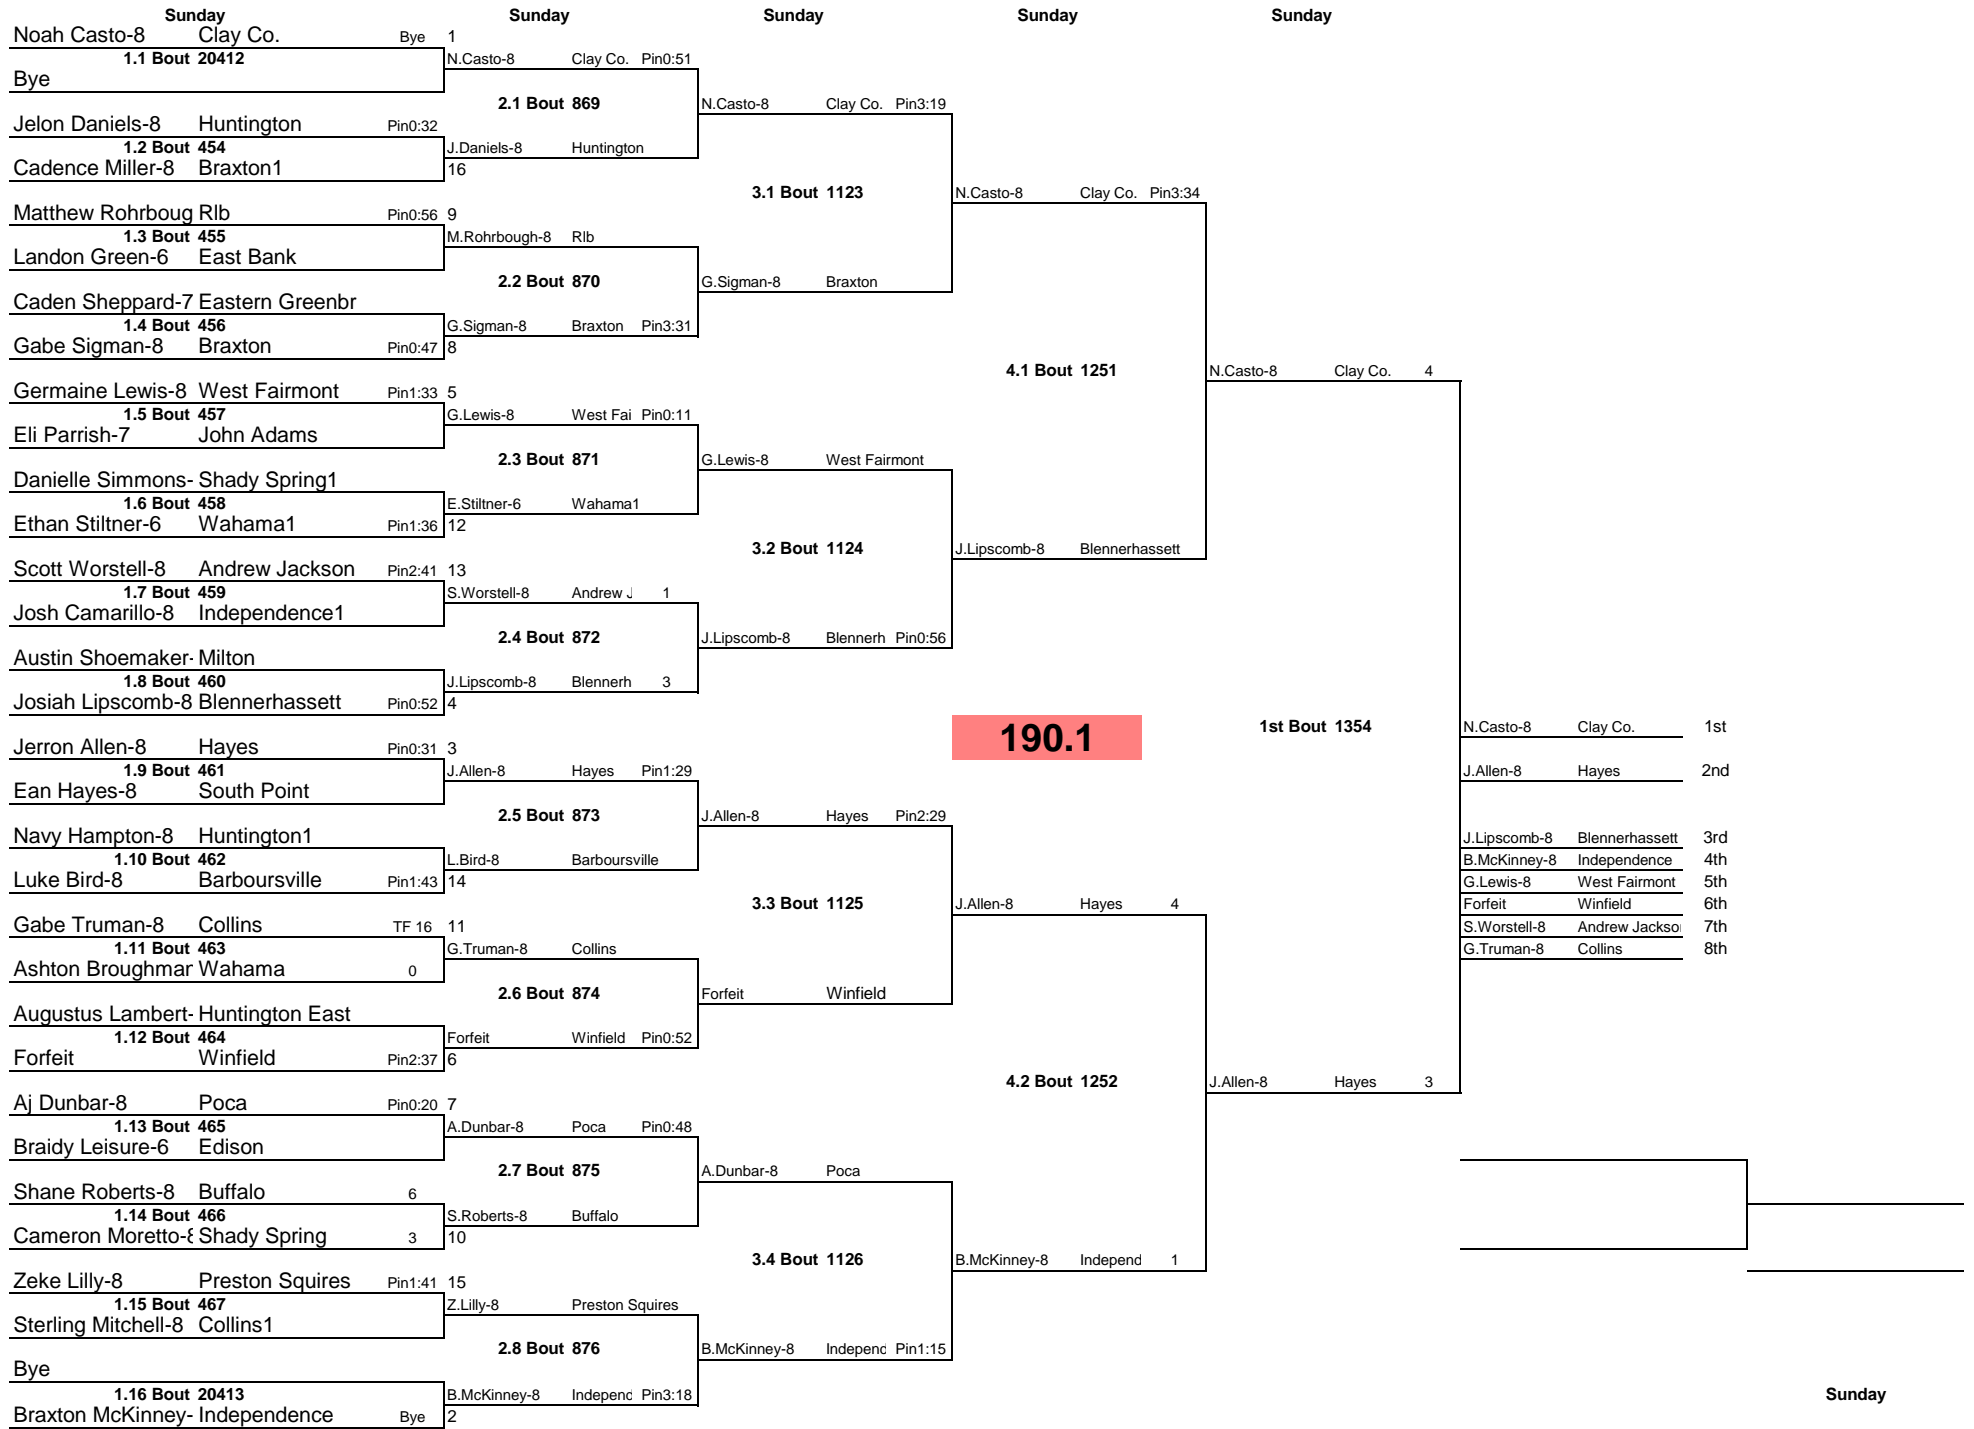 Sunday Sunday Sunday Sunday Sunday
Noah Casto-8 Clay Co. Bye 1
1.1 Bout 20412
Bye
Jelon Daniels-8 Huntington Pin0:32
1.2 Bout 454
Cadence Miller-8 Braxton1 16
Matthew Rohrboug Rlb Pin0:56 9
1.3 Bout 455
Landon Green-6 East Bank
Caden Sheppard-7 Eastern Greenbr
1.4 Bout 456
Gabe Sigman-8 Braxton Pin0:47 8
Germaine Lewis-8 West Fairmont Pin1:33 5
1.5 Bout 457
Eli Parrish-7 John Adams
Danielle Simmons- Shady Spring1
1.6 Bout 458
Ethan Stiltner-6 Wahama1 Pin1:36 12
Scott Worstell-8 Andrew Jackson Pin2:41 13
1.7 Bout 459
Josh Camarillo-8 Independence1
Austin Shoemaker- Milton
1.8 Bout 460
Josiah Lipscomb-8 Blennerhassett Pin0:52 4
Jerron Allen-8 Hayes Pin0:31 3
1.9 Bout 461
Ean Hayes-8 South Point
Navy Hampton-8 Huntington1
1.10 Bout 462
Luke Bird-8 Barboursville Pin1:43 14
Gabe Truman-8 Collins TF 16 11
1.11 Bout 463
Ashton Broughmar Wahama 0
Augustus Lambert- Huntington East
1.12 Bout 464
Forfeit Winfield Pin2:37 6
Aj Dunbar-8 Poca Pin0:20 7
1.13 Bout 465
Braidy Leisure-6 Edison
Shane Roberts-8 Buffalo 6
1.14 Bout 466
Cameron Moretto-8 Shady Spring 3 10
Zeke Lilly-8 Preston Squires Pin1:41 15
1.15 Bout 467
Sterling Mitchell-8 Collins1
Bye
1.16 Bout 20413
Braxton McKinney- Independence Bye 2
N.Casto-8 Clay Co. Pin0:51
2.1 Bout 869
J.Daniels-8 Huntington
M.Rohrbough-8 Rlb
2.2 Bout 870
G.Sigman-8 Braxton Pin3:31
G.Lewis-8 West Fai Pin0:11
2.3 Bout 871
E.Stiltner-6 Wahama1
S.Worstell-8 Andrew J 1
2.4 Bout 872
J.Lipscomb-8 Blennerh 3
J.Allen-8 Hayes Pin1:29
2.5 Bout 873
L.Bird-8 Barboursville
G.Truman-8 Collins
2.6 Bout 874
Forfeit Winfield Pin0:52
A.Dunbar-8 Poca Pin0:48
2.7 Bout 875
S.Roberts-8 Buffalo
Z.Lilly-8 Preston Squires
2.8 Bout 876
B.McKinney-8 Independ Pin3:18
N.Casto-8 Clay Co. Pin3:19
3.1 Bout 1123
G.Sigman-8 Braxton
G.Lewis-8 West Fairmont
3.2 Bout 1124
J.Lipscomb-8 Blennerh Pin0:56
J.Allen-8 Hayes Pin2:29
3.3 Bout 1125
Forfeit Winfield
A.Dunbar-8 Poca
3.4 Bout 1126
B.McKinney-8 Independ Pin1:15
N.Casto-8 Clay Co. Pin3:34
4.1 Bout 1251
J.Lipscomb-8 Blennerhassett
190.1
J.Allen-8 Hayes 4
4.2 Bout 1252
B.McKinney-8 Independ 1
N.Casto-8 Clay Co. 4
1st Bout 1354
J.Allen-8 Hayes 3
N.Casto-8 Clay Co. 1st
J.Allen-8 Hayes 2nd
J.Lipscomb-8 Blennerhassett 3rd
B.McKinney-8 Independence 4th
G.Lewis-8 West Fairmont 5th
Forfeit Winfield 6th
S.Worstell-8 Andrew Jackson 7th
G.Truman-8 Collins 8th
Sunday